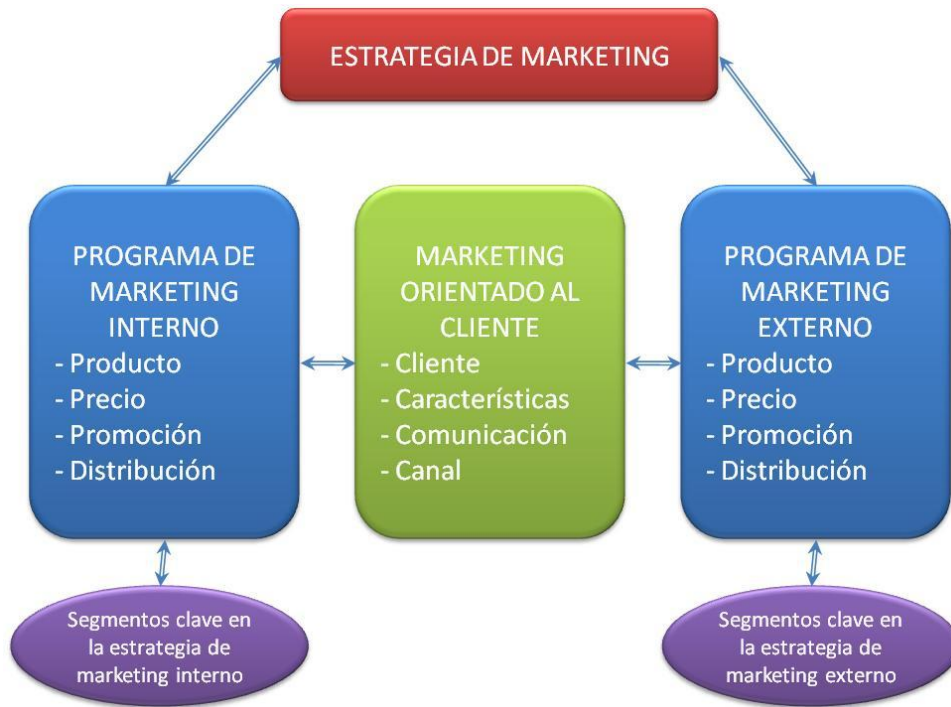 ESTRATEGIA DE MARKETING
PROGRAMA DE
MARKETING
INTERNO
- Producto
- Precio
- Promoción
- Distribución
MARKETING
ORIENTADO AL
CLIENTE
- Cliente
- Características
- Comunicación
- Canal
PROGRAMA DE
MARKETING
EXTERNO
- Producto
- Precio
- Promoción
- Distribución
Segmentos clave en
la estrategia de
marketing interno
Segmentos clave en
la estrategia de
marketing externo